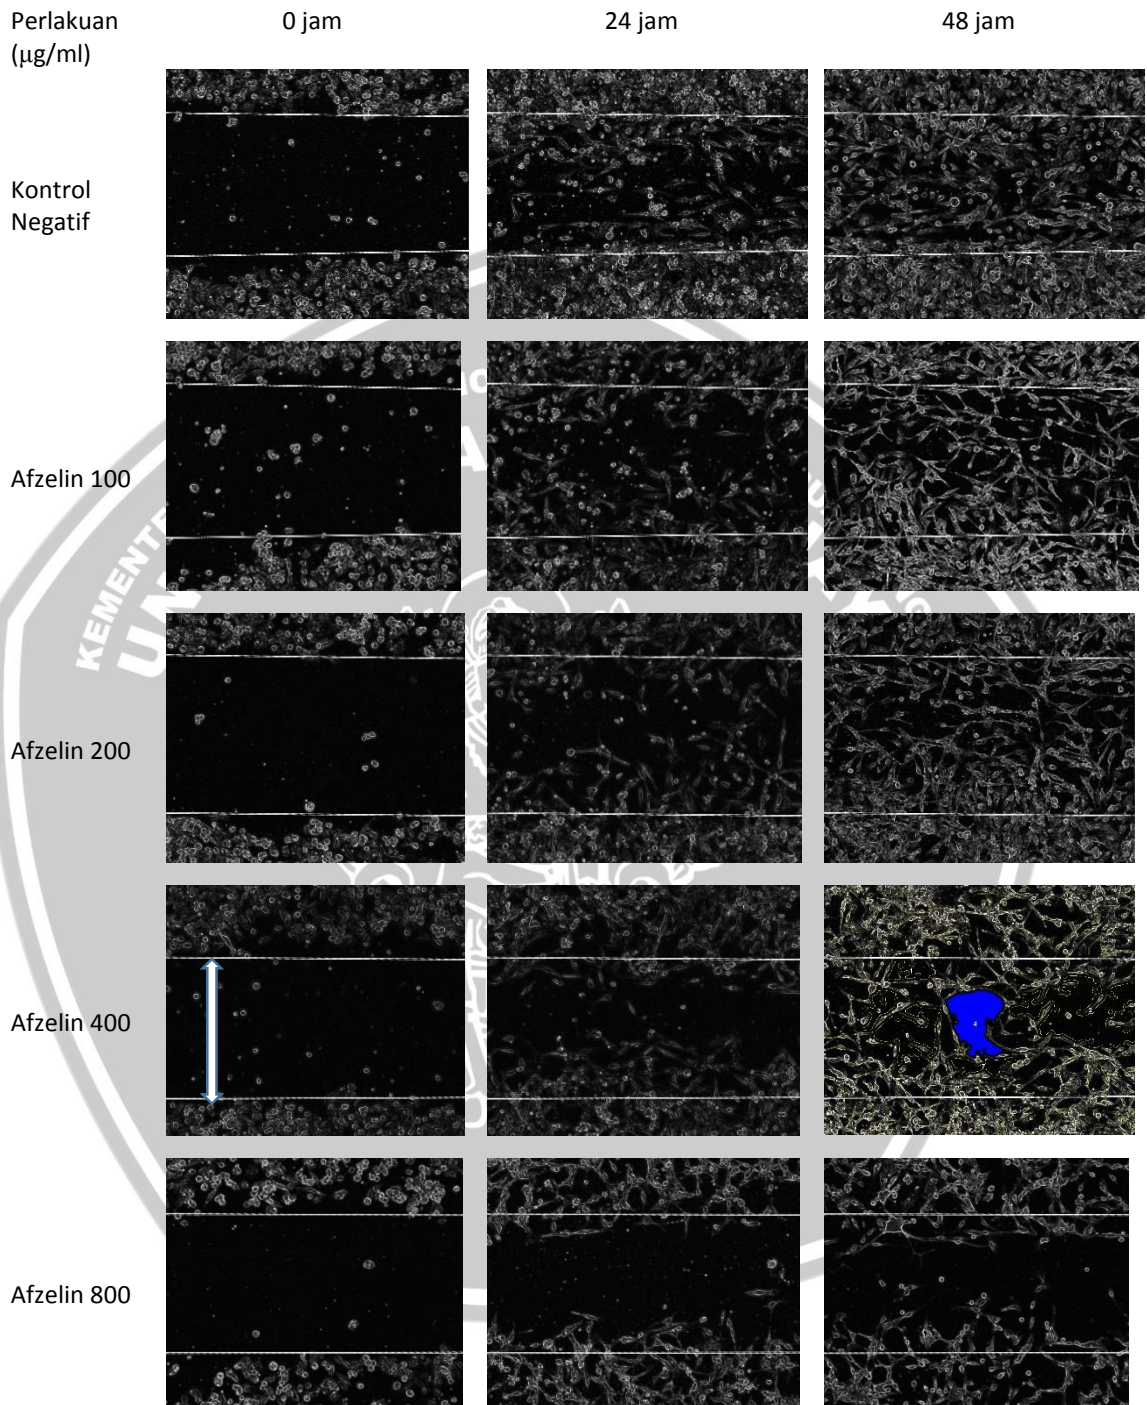 Perlakuan
(µg/ml)
0 jam
24 jam
48 jam
Kontrol
Negatif
Afzelin 100
Afzelin 200
Afzelin 400
Afzelin 800